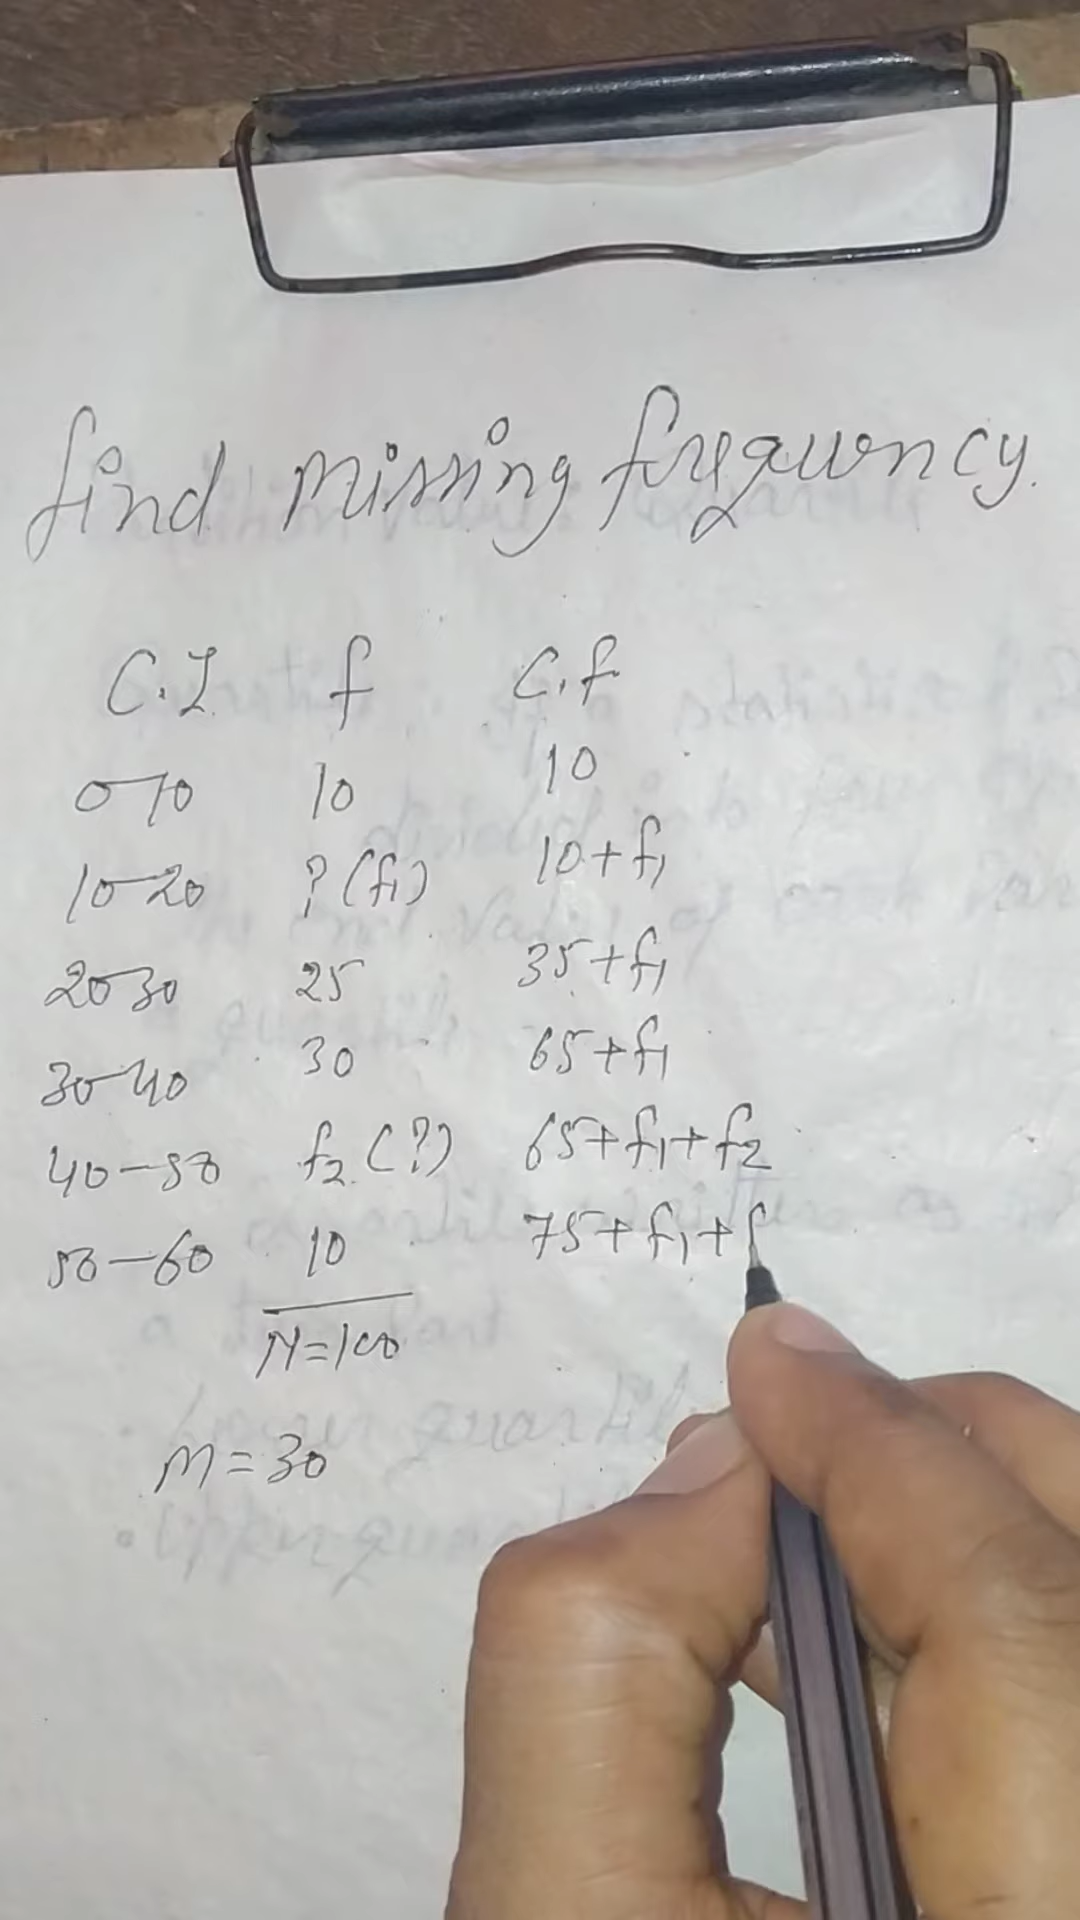 find missing frequency.
C.I f C.f
0-10 10 10
10-20 ? (f1) 10+f1
20-30 25 35+f1
30-40 30 65+f1
40-50 f2 (?) 65+f1+f2
50-60 10 75+f1+f
N=100
M=30